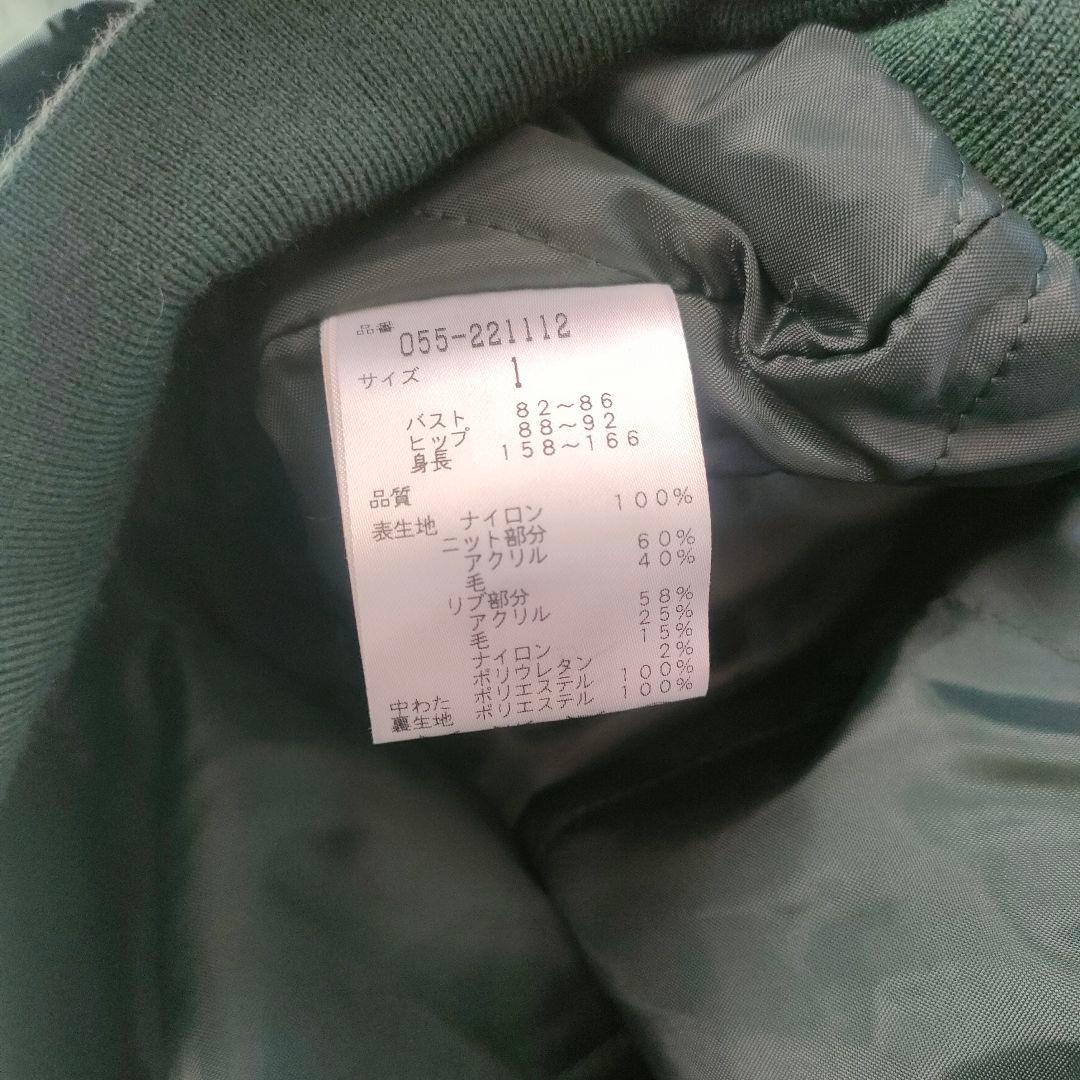 品番 055-221112
サイズ 1
バスト 82～86
ヒップ 88～92
身長 158～166
品質
表生地 ナイロン 100%
ニット部分
アクリル 60%
毛 40%
リブ部分
アクリル 58%
毛 25%
ナイロン 15%
ポリウレタン 2%
中わた ポリエステル 100%
裏生地 ポリエステル 100%